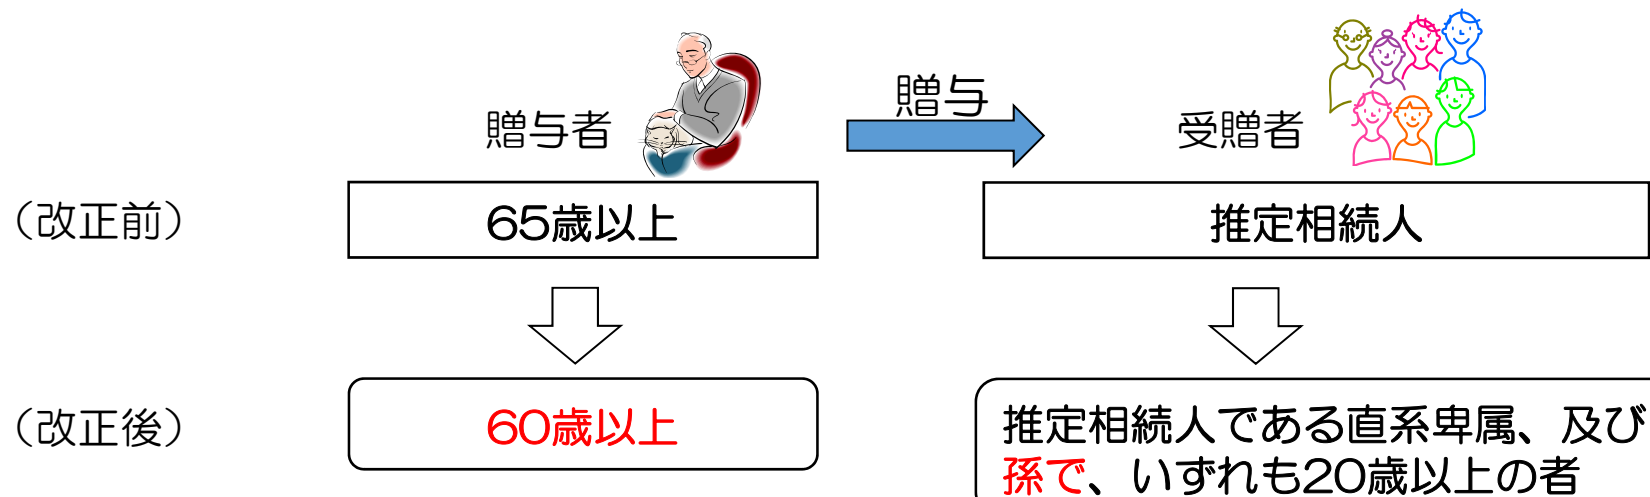 贈与
贈与者
受贈者
（改正前）
65歳以上
推定相続人
（改正後）
60歳以上
推定相続人である直系卑属、及び
孫で、いずれも20歳以上の者